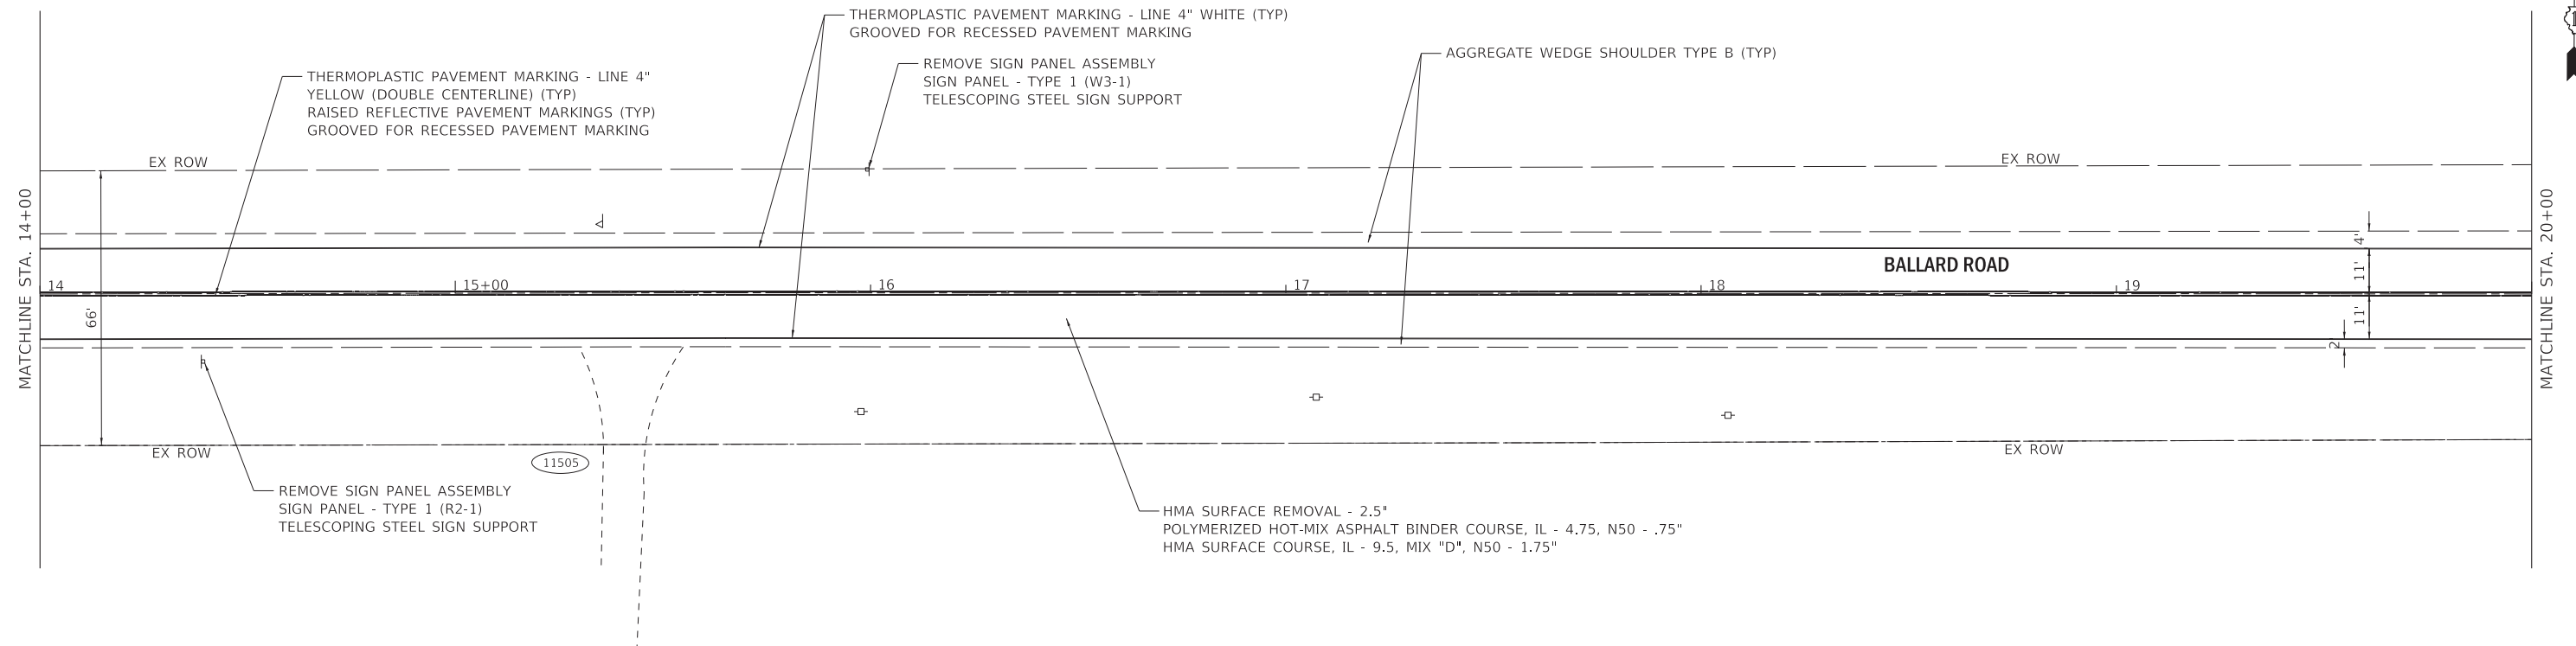 THERMOPLASTIC PAVEMENT MARKING - LINE 4" WHITE (TYP)
GROOVED FOR RECESSED PAVEMENT MARKING
AGGREGATE WEDGE SHOULDER TYPE B (TYP)
REMOVE SIGN PANEL ASSEMBLY
SIGN PANEL - TYPE 1 (W3-1)
TELESCOPING STEEL SIGN SUPPORT
THERMOPLASTIC PAVEMENT MARKING - LINE 4"
YELLOW (DOUBLE CENTERLINE) (TYP)
RAISED REFLECTIVE PAVEMENT MARKINGS (TYP)
GROOVED FOR RECESSED PAVEMENT MARKING
EX ROW
EX ROW
MATCHLINE STA. 14+00
MATCHLINE STA. 20+00
4'
BALLARD ROAD
11'
14
15+00
16
17
18
19
66'
11'
2'
EX ROW
EX ROW
11505
REMOVE SIGN PANEL ASSEMBLY
SIGN PANEL - TYPE 1 (R2-1)
TELESCOPING STEEL SIGN SUPPORT
HMA SURFACE REMOVAL - 2.5"
POLYMERIZED HOT-MIX ASPHALT BINDER COURSE, IL - 4.75, N50 - .75"
HMA SURFACE COURSE, IL - 9.5, MIX "D", N50 - 1.75"